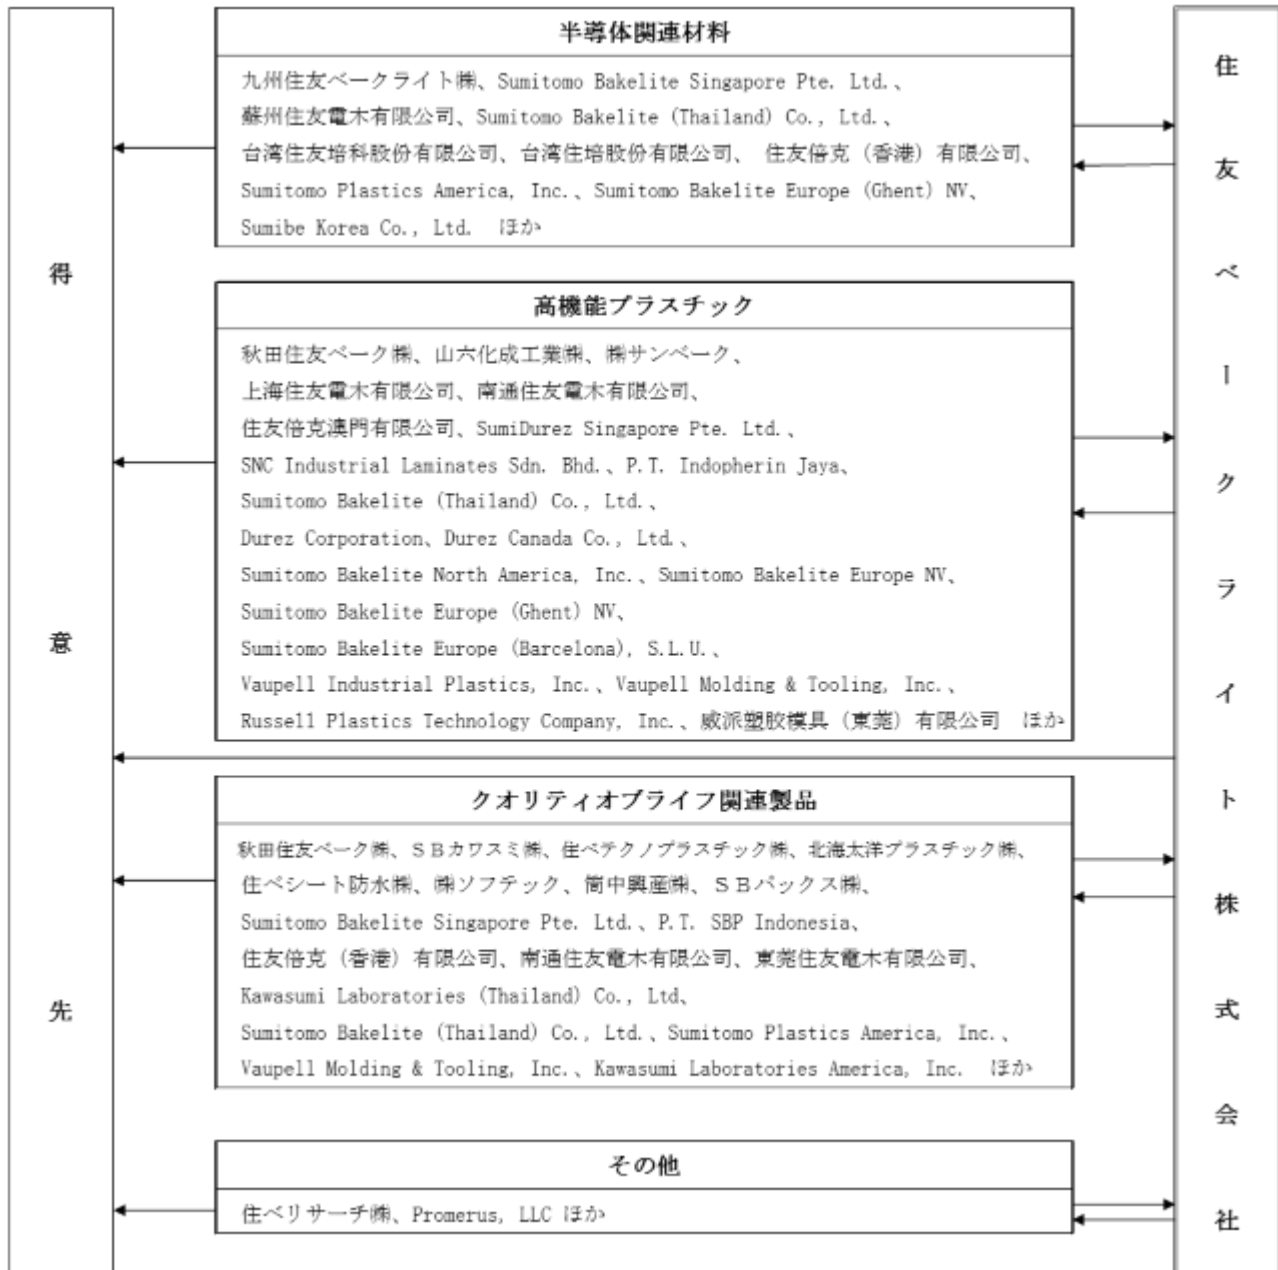 得意先
半導体関連材料
九州住友ベークライト㈱、Sumitomo Bakelite Singapore Pte. Ltd.、
蘇州住友電木有限公司、Sumitomo Bakelite (Thailand) Co., Ltd.、
台湾住友培科股份有限公司、台湾住培股份有限公司、 住友倍克（香港）有限公司、
Sumitomo Plastics America, Inc.、Sumitomo Bakelite Europe (Ghent) NV、
Sumibe Korea Co., Ltd. ほか
高機能プラスチック
秋田住友ベーク㈱、山六化成工業㈱、㈱サンベーク、
上海住友電木有限公司、南通住友電木有限公司、
住友倍克澳門有限公司、SumiDurez Singapore Pte. Ltd.、
SNC Industrial Laminates Sdn. Bhd.、P.T. Indopherin Jaya、
Sumitomo Bakelite (Thailand) Co., Ltd.、
Durez Corporation、Durez Canada Co., Ltd.、
Sumitomo Bakelite North America, Inc.、Sumitomo Bakelite Europe NV、
Sumitomo Bakelite Europe (Ghent) NV、
Sumitomo Bakelite Europe (Barcelona), S.L.U.、
Vaupell Industrial Plastics, Inc.、Vaupell Molding & Tooling, Inc.、
Russell Plastics Technology Company, Inc.、威派塑胶模具（東莞）有限公司 ほか
クオリティオブライフ関連製品
秋田住友ベーク㈱、ＳＢカワスミ㈱、住ベテクノプラスチック㈱、北海太洋プラスチック㈱、
住ベシート防水㈱、㈱ソフテック、筒中興産㈱、ＳＢパックス㈱、
Sumitomo Bakelite Singapore Pte. Ltd.、P.T. SBP Indonesia、
住友倍克（香港）有限公司、南通住友電木有限公司、東莞住友電木有限公司、
Kawasumi Laboratories (Thailand) Co., Ltd、
Sumitomo Bakelite (Thailand) Co., Ltd.、Sumitomo Plastics America, Inc.、
Vaupell Molding & Tooling, Inc.、Kawasumi Laboratories America, Inc. ほか
その他
住ベリサーチ㈱、Promerus, LLC ほか
住友ベークライト株式会社